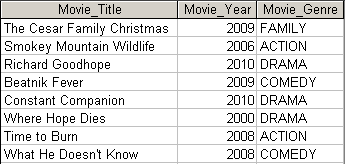 Movie_Title Movie_Year Movie_Genre
The Cesar Family Christmas 2009 FAMILY
Smokey Mountain Wildlife 2006 ACTION
Richard Goodhope 2010 DRAMA
Beatnik Fever 2009 COMEDY
Constant Companion 2010 DRAMA
Where Hope Dies 2000 DRAMA
Time to Burn 2008 ACTION
What He Doesn't Know 2008 COMEDY